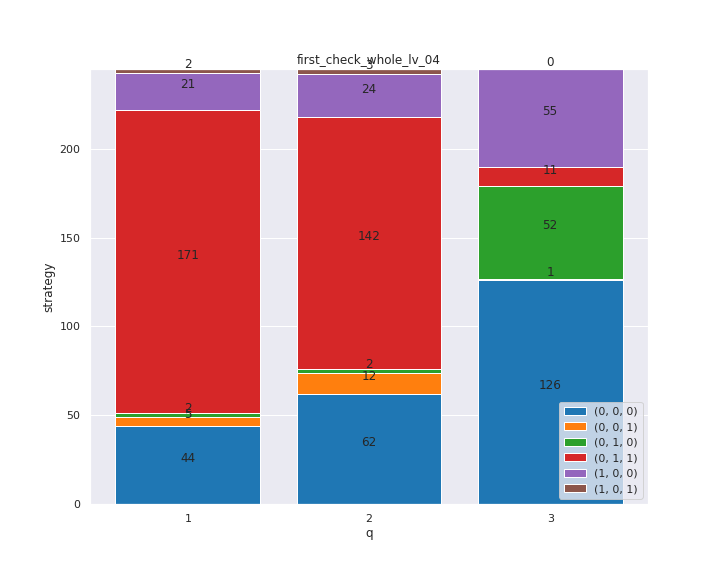 first_check_whole_lv_04
2
3
0
21
24
55
11
171
142
52
1
2
5
2
12
44
62
126
200
150
100
50
0
strategy
1
2
3
q
(0, 0, 0)
(0, 0, 1)
(0, 1, 0)
(0, 1, 1)
(1, 0, 0)
(1, 0, 1)